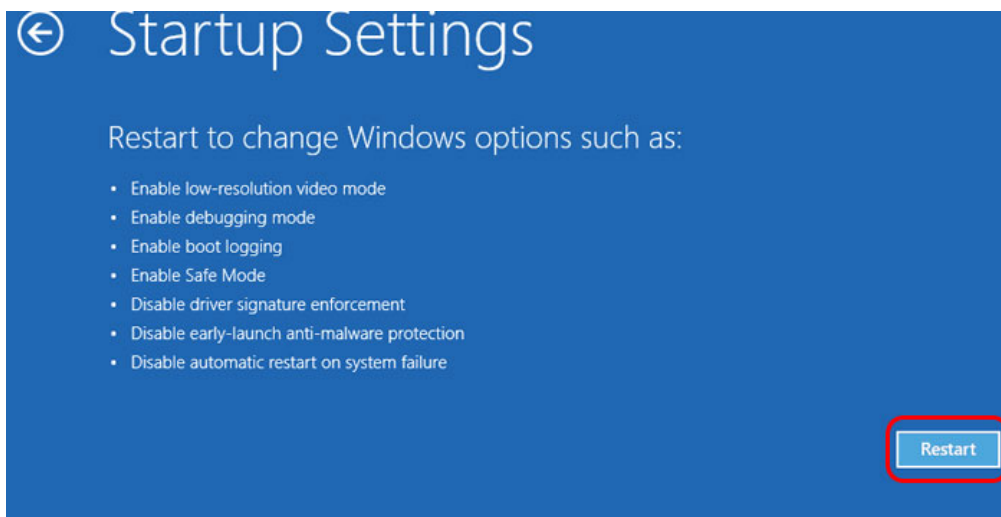 Startup Settings
Restart to change Windows options such as:
• Enable low-resolution video mode
• Enable debugging mode
• Enable boot logging
• Enable Safe Mode
• Disable driver signature enforcement
• Disable early-launch anti-malware protection
• Disable automatic restart on system failure
Restart